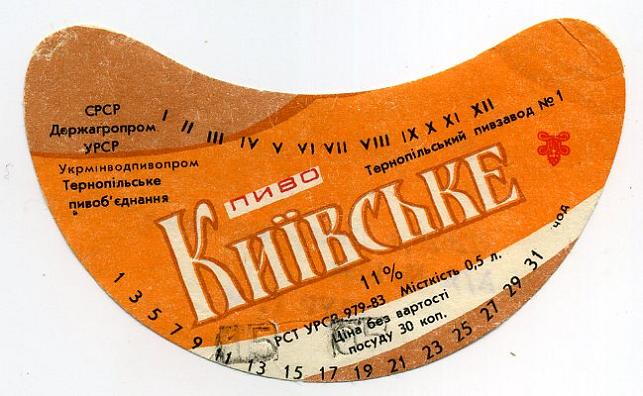 СРСР
Держагропром
УРСР
Укрмінводпивопром
Тернопільське
пивоб'єднання
I II III IV V VI VII VIII IX X XI XII
Тернопільський пивзавод № 1
ПИВО
КИЇВСЬКЕ
11%
РСТ УРСР 979-83 Місткість 0,5 л.
Ціна без вартості
посуду 30 коп.
1 3 5 7 9 11 13 15 17 19 21 23 25 27 29 31